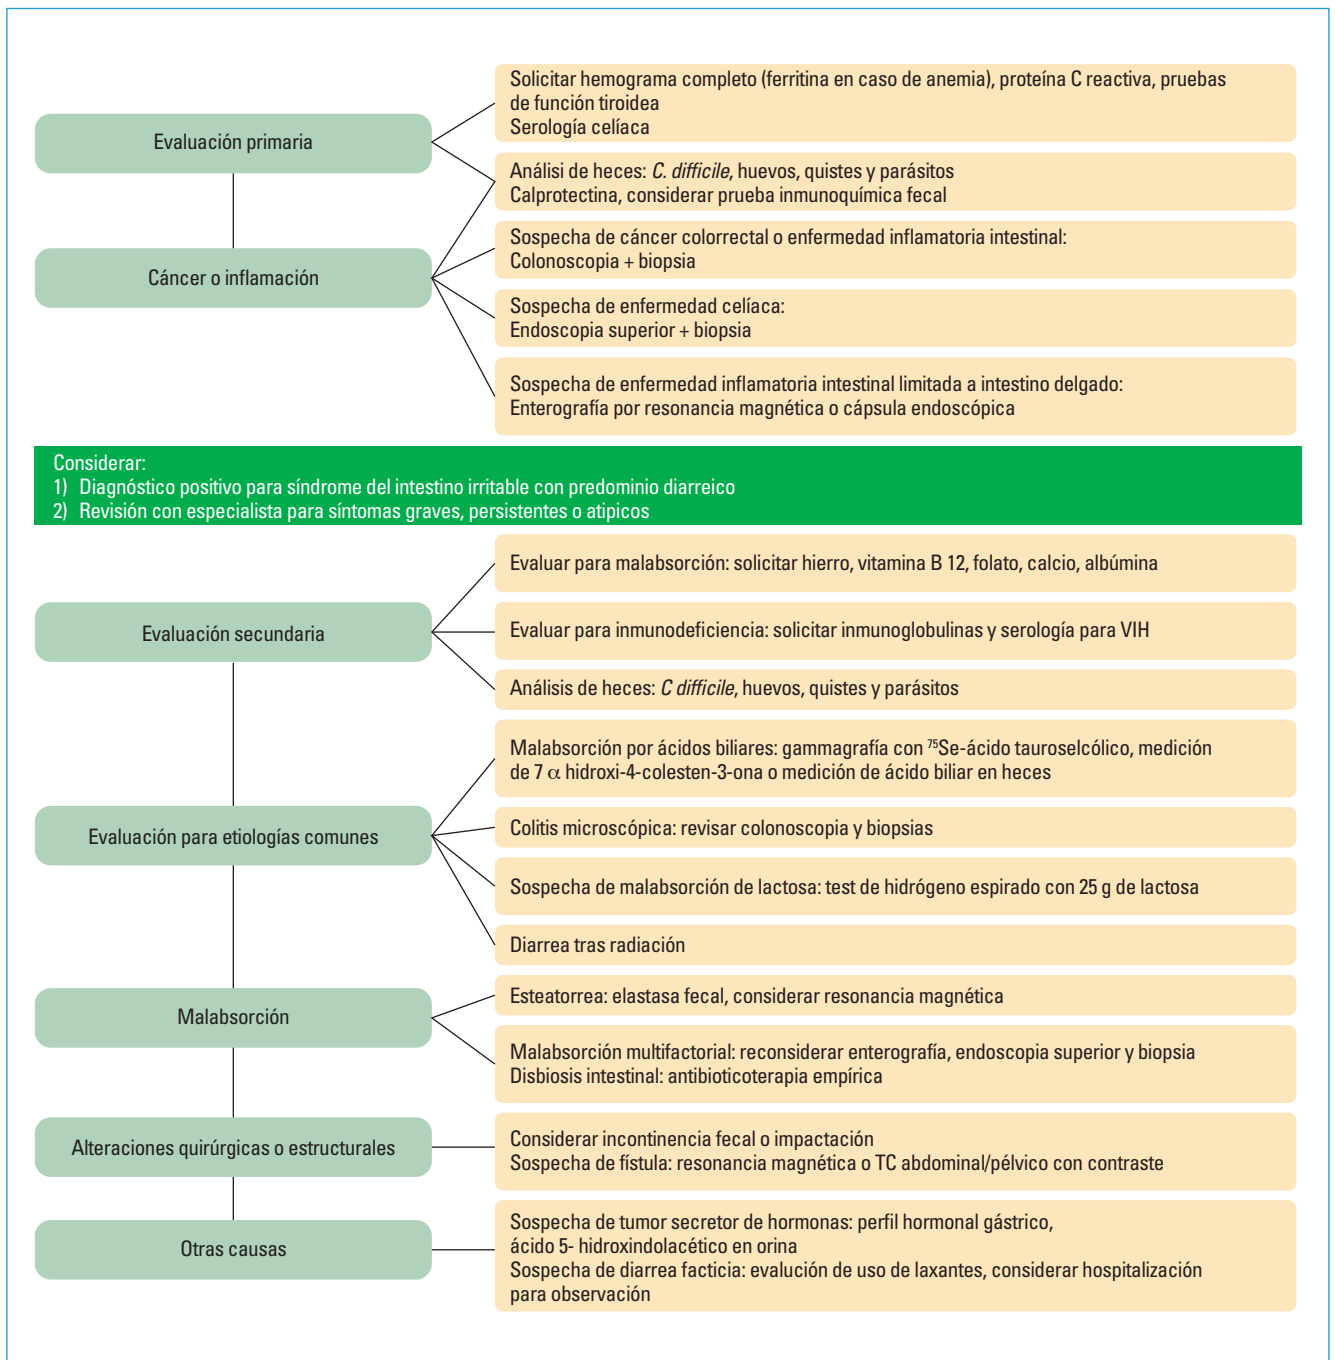 Evaluación primaria
Solicitar hemograma completo (ferritina en caso de anemia), proteína C reactiva, pruebas
de función tiroidea
Serología celíaca
Análisi de heces: C. difficile, huevos, quistes y parásitos
Calprotectina, considerar prueba inmunoquímica fecal
Cáncer o inflamación
Sospecha de cáncer colorrectal o enfermedad inflamatoria intestinal:
Colonoscopia + biopsia
Sospecha de enfermedad celíaca:
Endoscopia superior + biopsia
Sospecha de enfermedad inflamatoria intestinal limitada a intestino delgado:
Enterografía por resonancia magnética o cápsula endoscópica
Considerar:
1) Diagnóstico positivo para síndrome del intestino irritable con predominio diarreico
2) Revisión con especialista para síntomas graves, persistentes o atipicos
Evaluación secundaria
Evaluar para malabsorción: solicitar hierro, vitamina B 12, folato, calcio, albúmina
Evaluar para inmunodeficiencia: solicitar inmunoglobulinas y serología para VIH
Análisis de heces: C difficile, huevos, quistes y parásitos
Evaluación para etiologías comunes
Malabsorción por ácidos biliares: gammagrafía con ⁷⁵Se-ácido tauroselcólico, medición
de 7 α hidroxi-4-colesten-3-ona o medición de ácido biliar en heces
Colitis microscópica: revisar colonoscopia y biopsias
Sospecha de malabsorción de lactosa: test de hidrógeno espirado con 25 g de lactosa
Diarrea tras radiación
Malabsorción
Esteatorrea: elastasa fecal, considerar resonancia magnética
Malabsorción multifactorial: reconsiderar enterografía, endoscopia superior y biopsia
Disbiosis intestinal: antibioticoterapia empírica
Alteraciones quirúrgicas o estructurales
Considerar incontinencia fecal o impactación
Sospecha de fístula: resonancia magnética o TC abdominal/pélvico con contraste
Otras causas
Sospecha de tumor secretor de hormonas: perfil hormonal gástrico,
ácido 5- hidroxindolacético en orina
Sospecha de diarrea facticia: evalución de uso de laxantes, considerar hospitalización
para observación